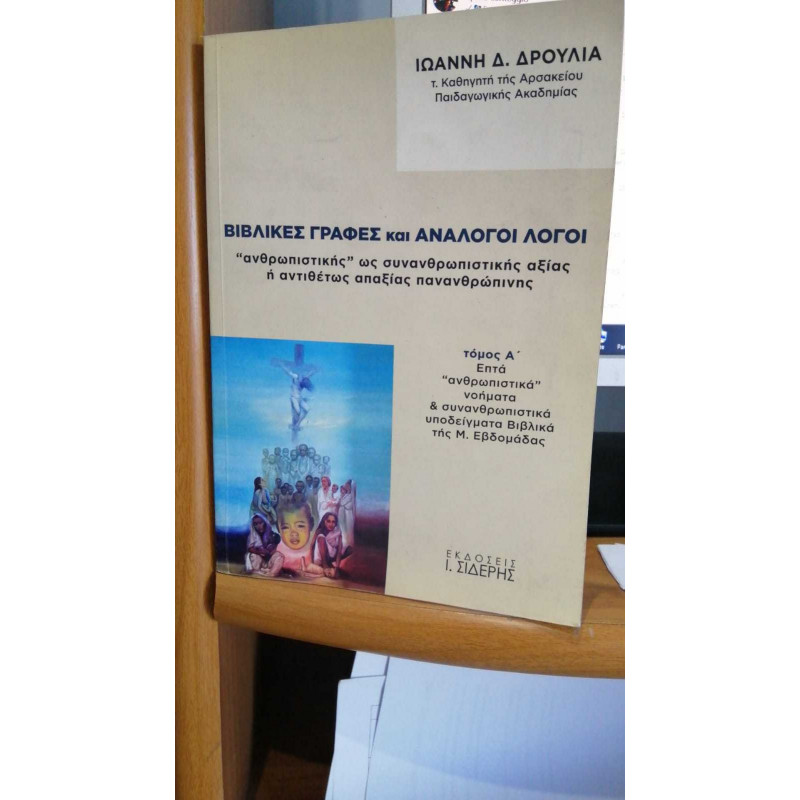 ΙΩΑΝΝΗ Δ. ΔΡΟΥΛΙΑ
τ. Καθηγητή τής Αρσακείου
Παιδαγωγικής Ακαδημίας
ΒΙΒΛΙΚΕΣ ΓΡΑΦΕΣ και ΑΝΑΛΟΓΟΙ ΛΟΓΟΙ
“ανθρωπιστικής” ως συνανθρωπιστικής αξίας
ή αντιθέτως απαξίας πανανθρώπινης
τόμος Α΄
Επτά
“ανθρωπιστικά”
νοήματα
& συνανθρωπιστικά
υποδείγματα Βιβλικά
τής Μ. Εβδομάδας
ΕΚΔΟΣΕΙΣ
Ι. ΣΙΔΕΡΗΣ